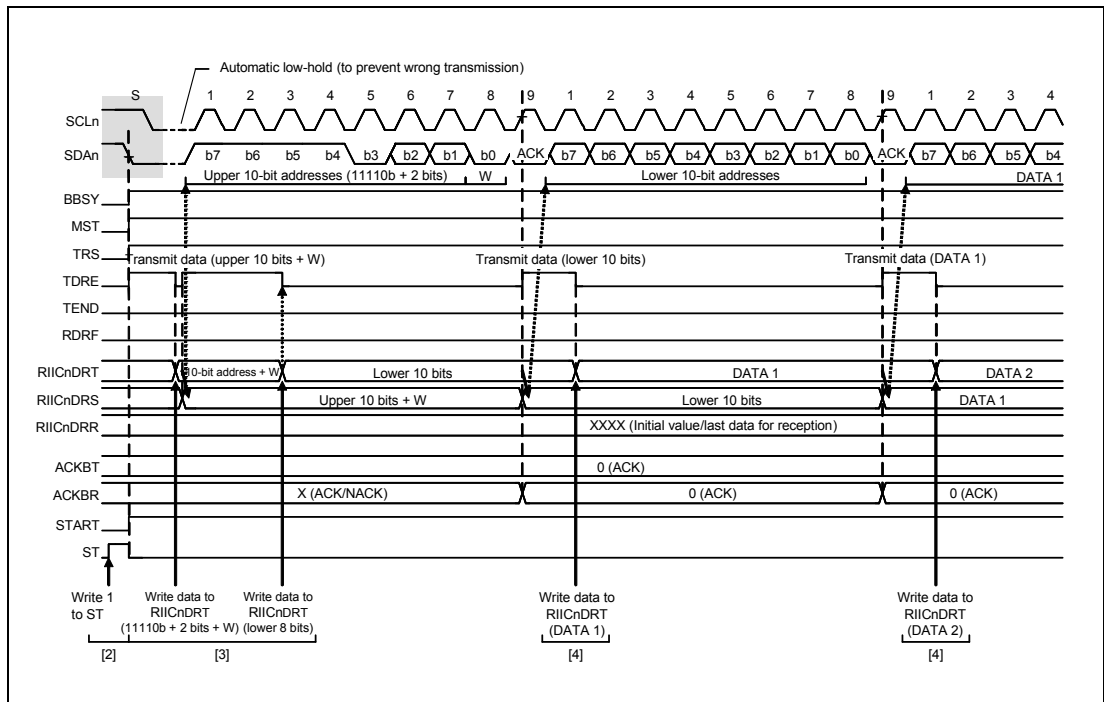 Automatic low-hold (to prevent wrong transmission)
S 1 2 3 4 5 6 7 8 9 1 2 3 4 5 6 7 8 9 1 2 3 4
SCLn
SDAn b7 b6 b5 b4 b3 b2 b1 b0 ACK b7 b6 b5 b4 b3 b2 b1 b0 ACK b7 b6 b5 b4
Upper 10-bit addresses (11110b + 2 bits) W Lower 10-bit addresses DATA 1
BBSY
MST
TRS
Transmit data (upper 10 bits + W) Transmit data (lower 10 bits) Transmit data (DATA 1)
TDRE
TEND
RDRF
RIICnDRT 10-bit address + W Lower 10 bits DATA 1 DATA 2
RIICnDRS Upper 10 bits + W Lower 10 bits DATA 1
RIICnDRR XXXX (Initial value/last data for reception)
ACKBT 0 (ACK)
ACKBR X (ACK/NACK) 0 (ACK) 0 (ACK)
START
ST
Write 1 to ST
Write data to RIICnDRT (11110b + 2 bits + W)
Write data to RIICnDRT (lower 8 bits)
Write data to RIICnDRT (DATA 1)
Write data to RIICnDRT (DATA 2)
[2] [3] [4] [4]